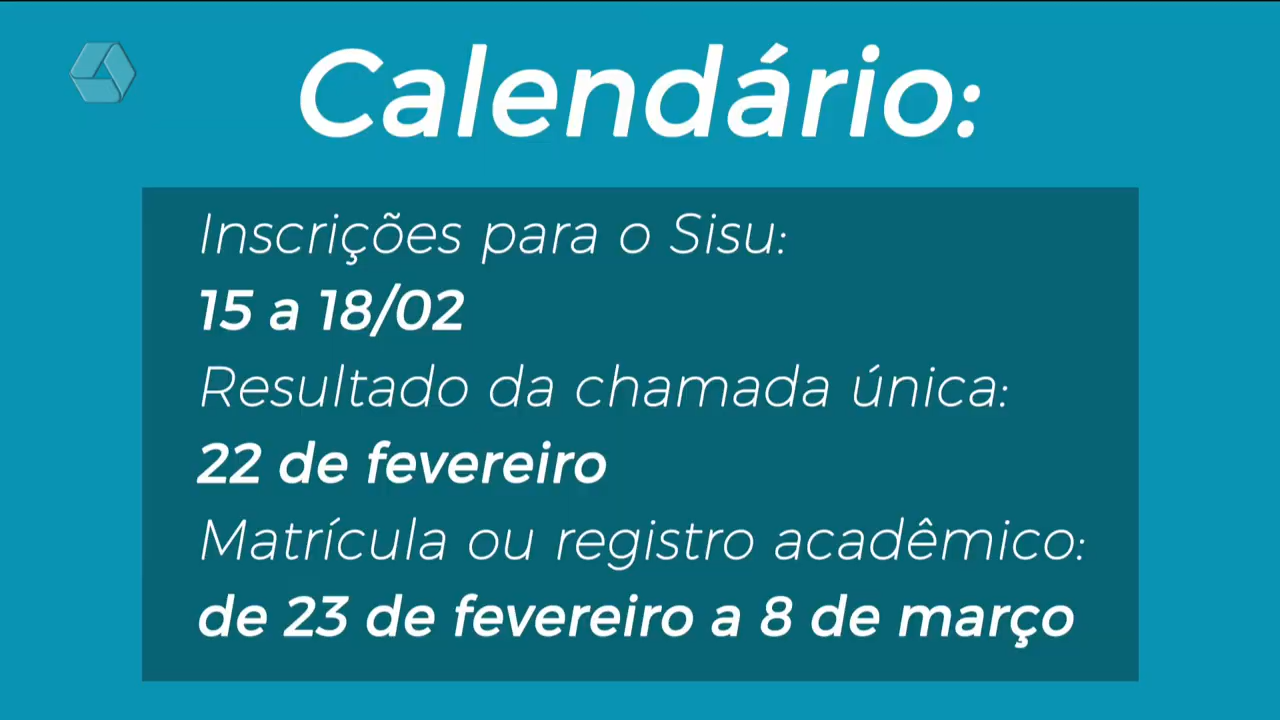 Calendário:
Inscrições para o Sisu:
15 a 18/02
Resultado da chamada única:
22 de fevereiro
Matrícula ou registro acadêmico:
de 23 de fevereiro a 8 de março